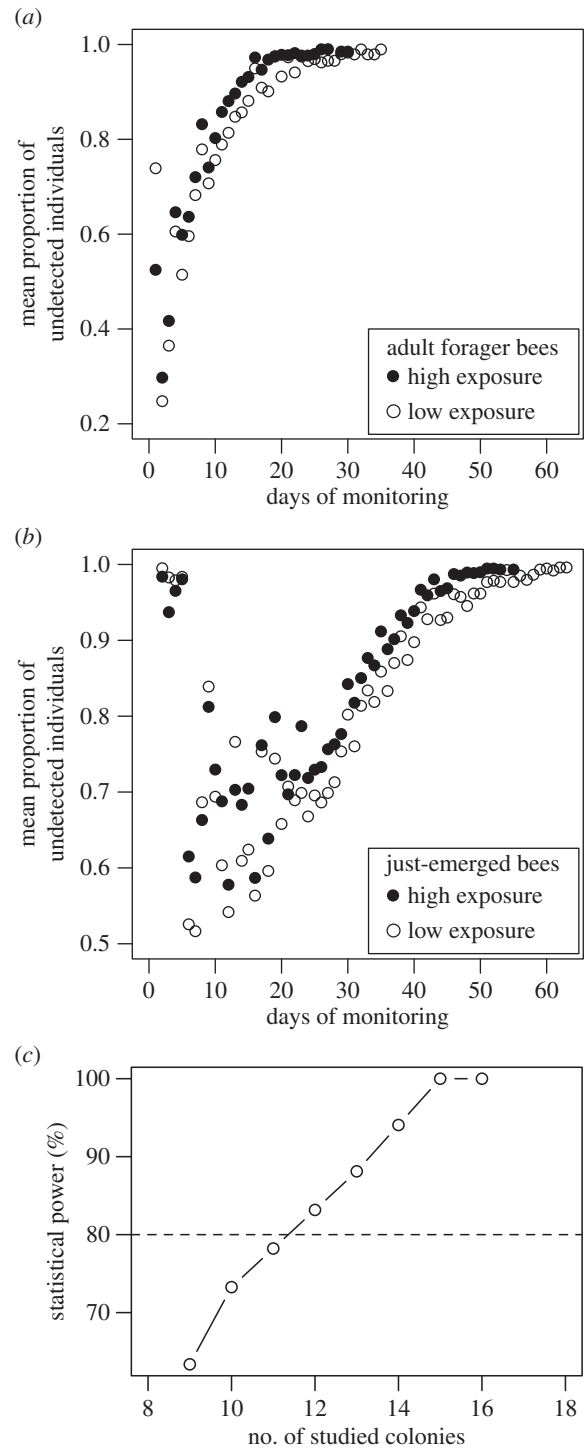 (a)
1.0
0.8
0.6
0.4
0.2
mean proportion of
undetected individuals
adult forager bees
high exposure
low exposure
0 10 20 30 40 50 60
days of monitoring
(b)
1.0
0.9
0.8
0.7
0.6
0.5
mean proportion of
undetected individuals
just-emerged bees
high exposure
low exposure
0 10 20 30 40 50 60
days of monitoring
(c)
100
90
80
70
statistical power (%)
8 10 12 14 16 18
no. of studied colonies